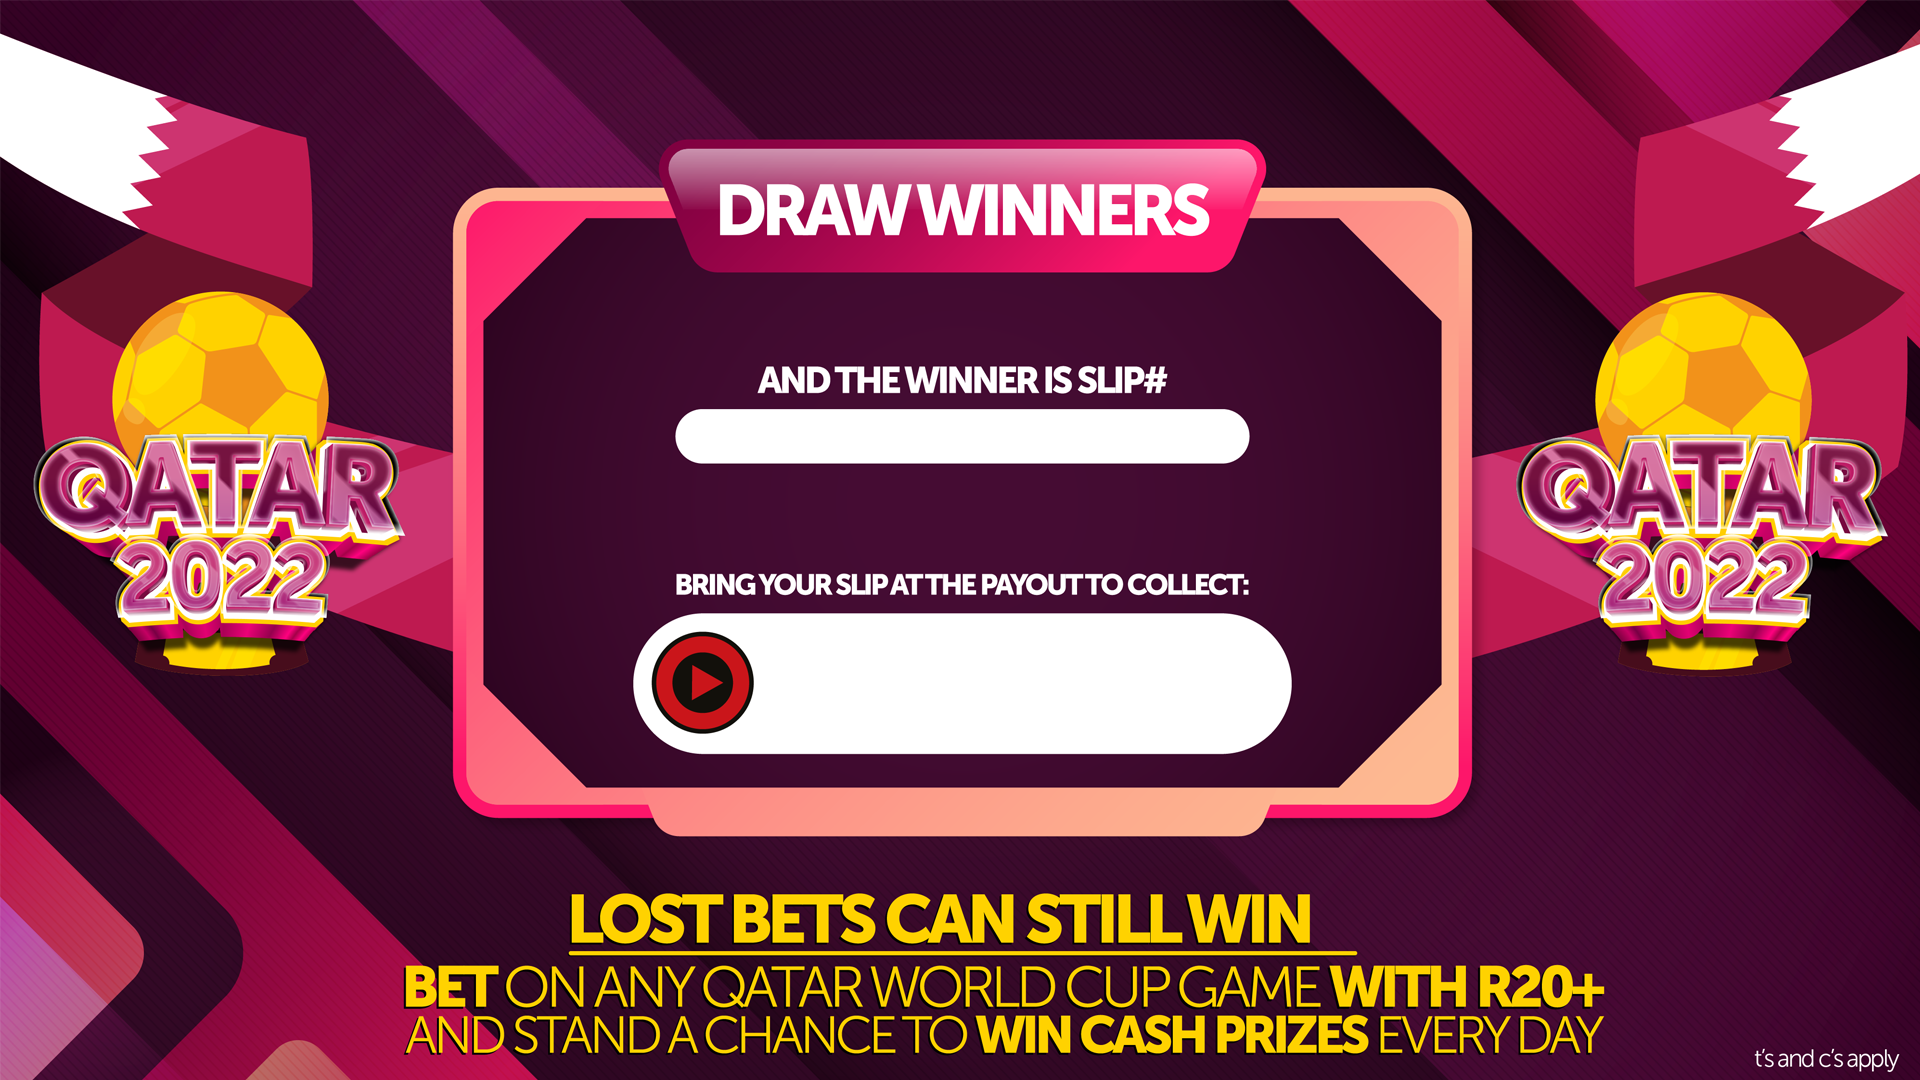 DRAW WINNERS
AND THE WINNER IS SLIP#
BRING YOUR SLIP AT THE PAYOUT TO COLLECT:
QATAR
2022
QATAR
2022
LOST BETS CAN STILL WIN
BET ON ANY QATAR WORLD CUP GAME WITH R20+
AND STAND A CHANCE TO WIN CASH PRIZES EVERY DAY
t's and c's apply